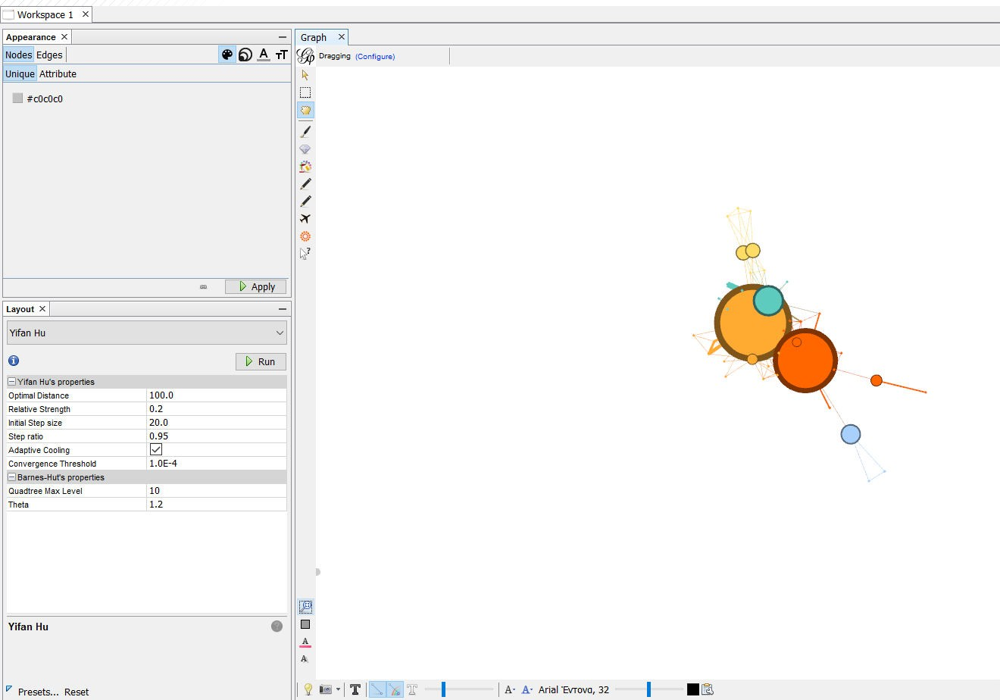 Workspace 1
Appearance
Nodes Edges
Unique Attribute
#c0c0c0
Apply
Layout
Yifan Hu
Run
Yifan Hu's properties
Optimal Distance 100.0
Relative Strength 0.2
Initial Step size 20.0
Step ratio 0.95
Adaptive Cooling
Convergence Threshold 1.0E-4
Barnes-Hut's properties
Quadtree Max Level 10
Theta 1.2
Yifan Hu
Presets... Reset
Graph
Dragging (Configure)
Arial Έντονα, 32